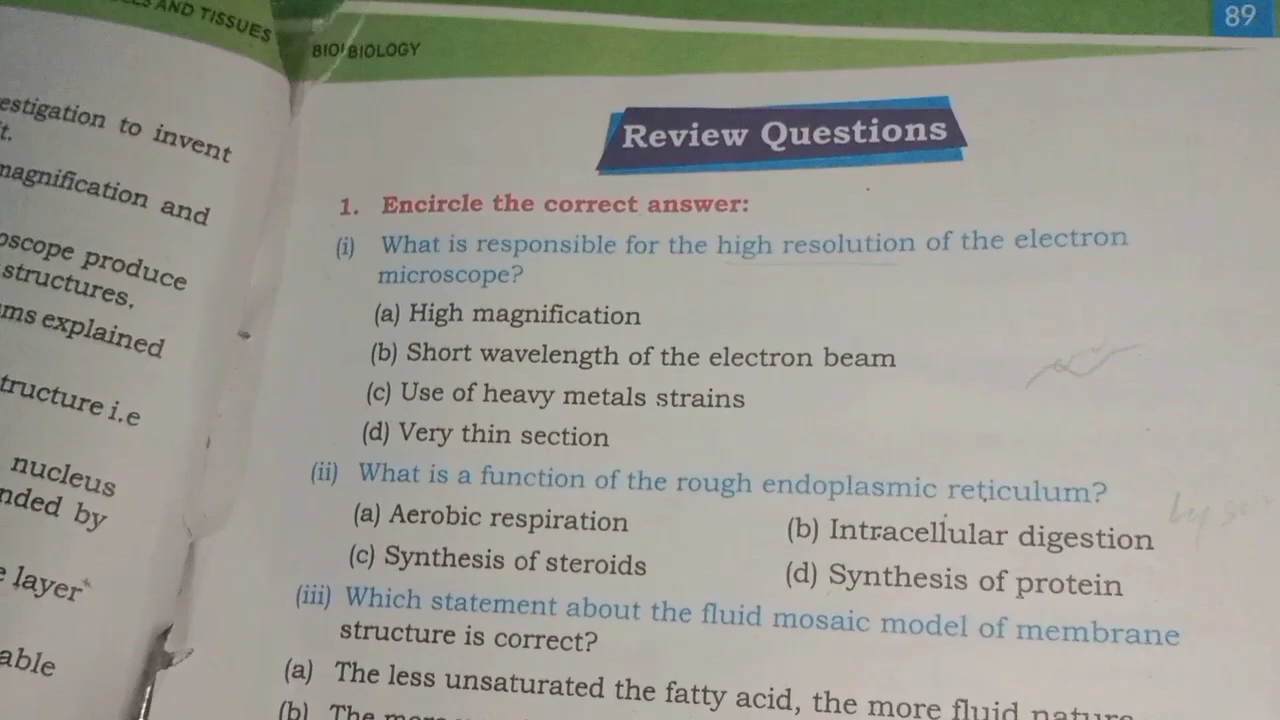 AND TISSUES
estigation to invent
t.
magnification and
oscope produce
structures.
ms explained
tructure i.e
nucleus
nded by
layer
able
BIOLOGY
89
Review Questions
1. Encircle the correct answer:
(i) What is responsible for the high resolution of the electron
microscope?
(a) High magnification
(b) Short wavelength of the electron beam
(c) Use of heavy metals strains
(d) Very thin section
(ii) What is a function of the rough endoplasmic reticulum?
(a) Aerobic respiration (b) Intracellular digestion
(c) Synthesis of steroids (d) Synthesis of protein
(iii) Which statement about the fluid mosaic model of membrane
structure is correct?
(a) The less unsaturated the fatty acid, the more fluid nature
(b) The more